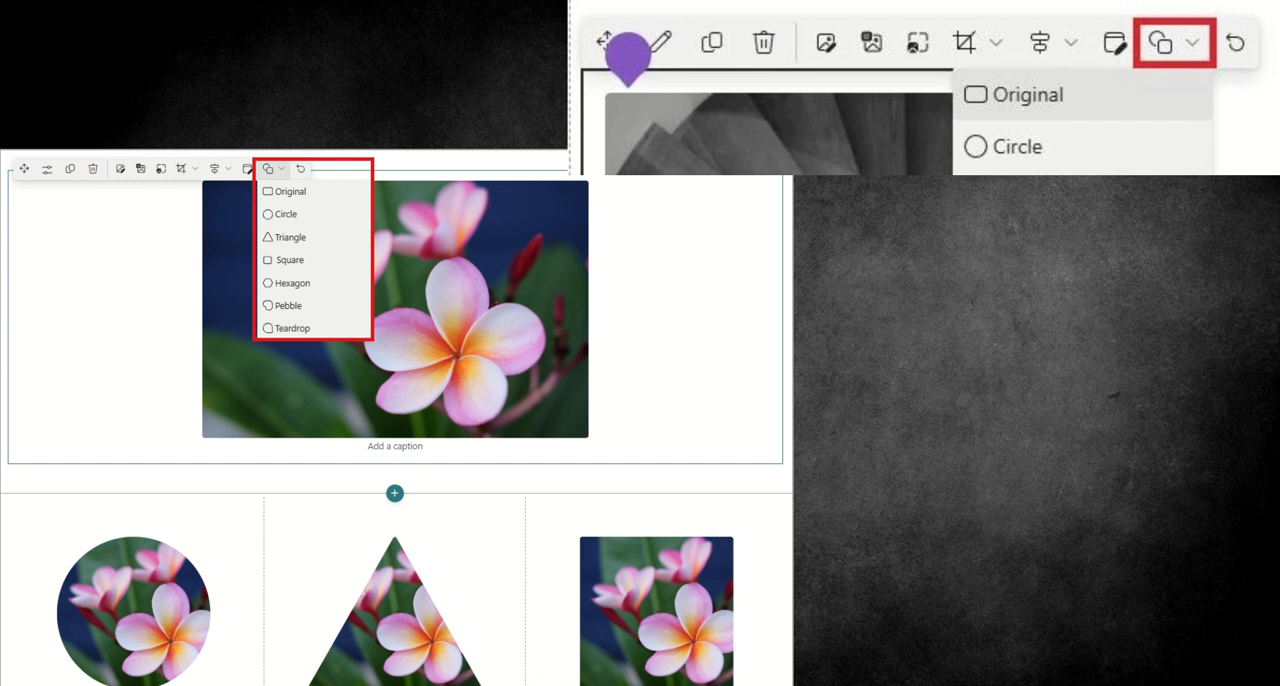 Original
Circle
Original
Circle
Triangle
Square
Hexagon
Pebble
Teardrop
Add a caption